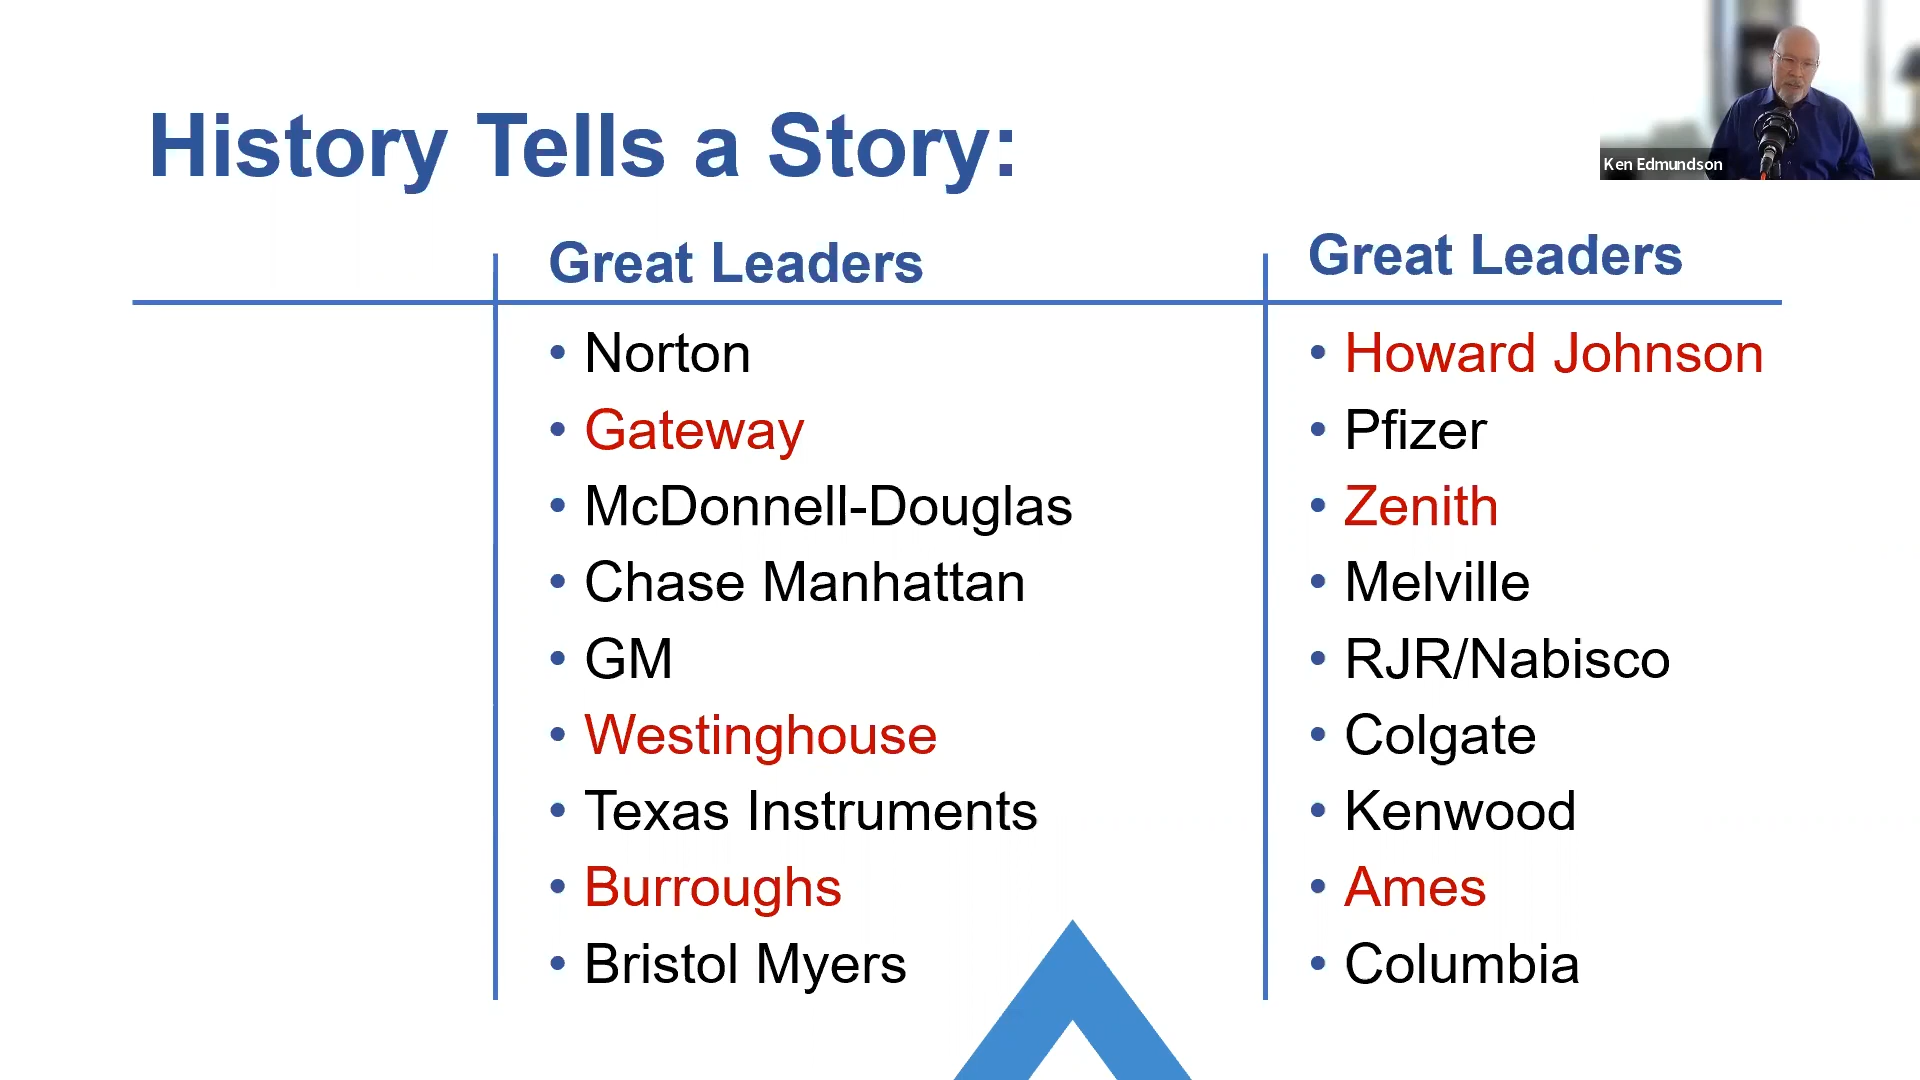 History Tells a Story:
Ken Edmundson
Great Leaders
• Norton
• Gateway
• McDonnell-Douglas
• Chase Manhattan
• GM
• Westinghouse
• Texas Instruments
• Burroughs
• Bristol Myers
Great Leaders
• Howard Johnson
• Pfizer
• Zenith
• Melville
• RJR/Nabisco
• Colgate
• Kenwood
• Ames
• Columbia